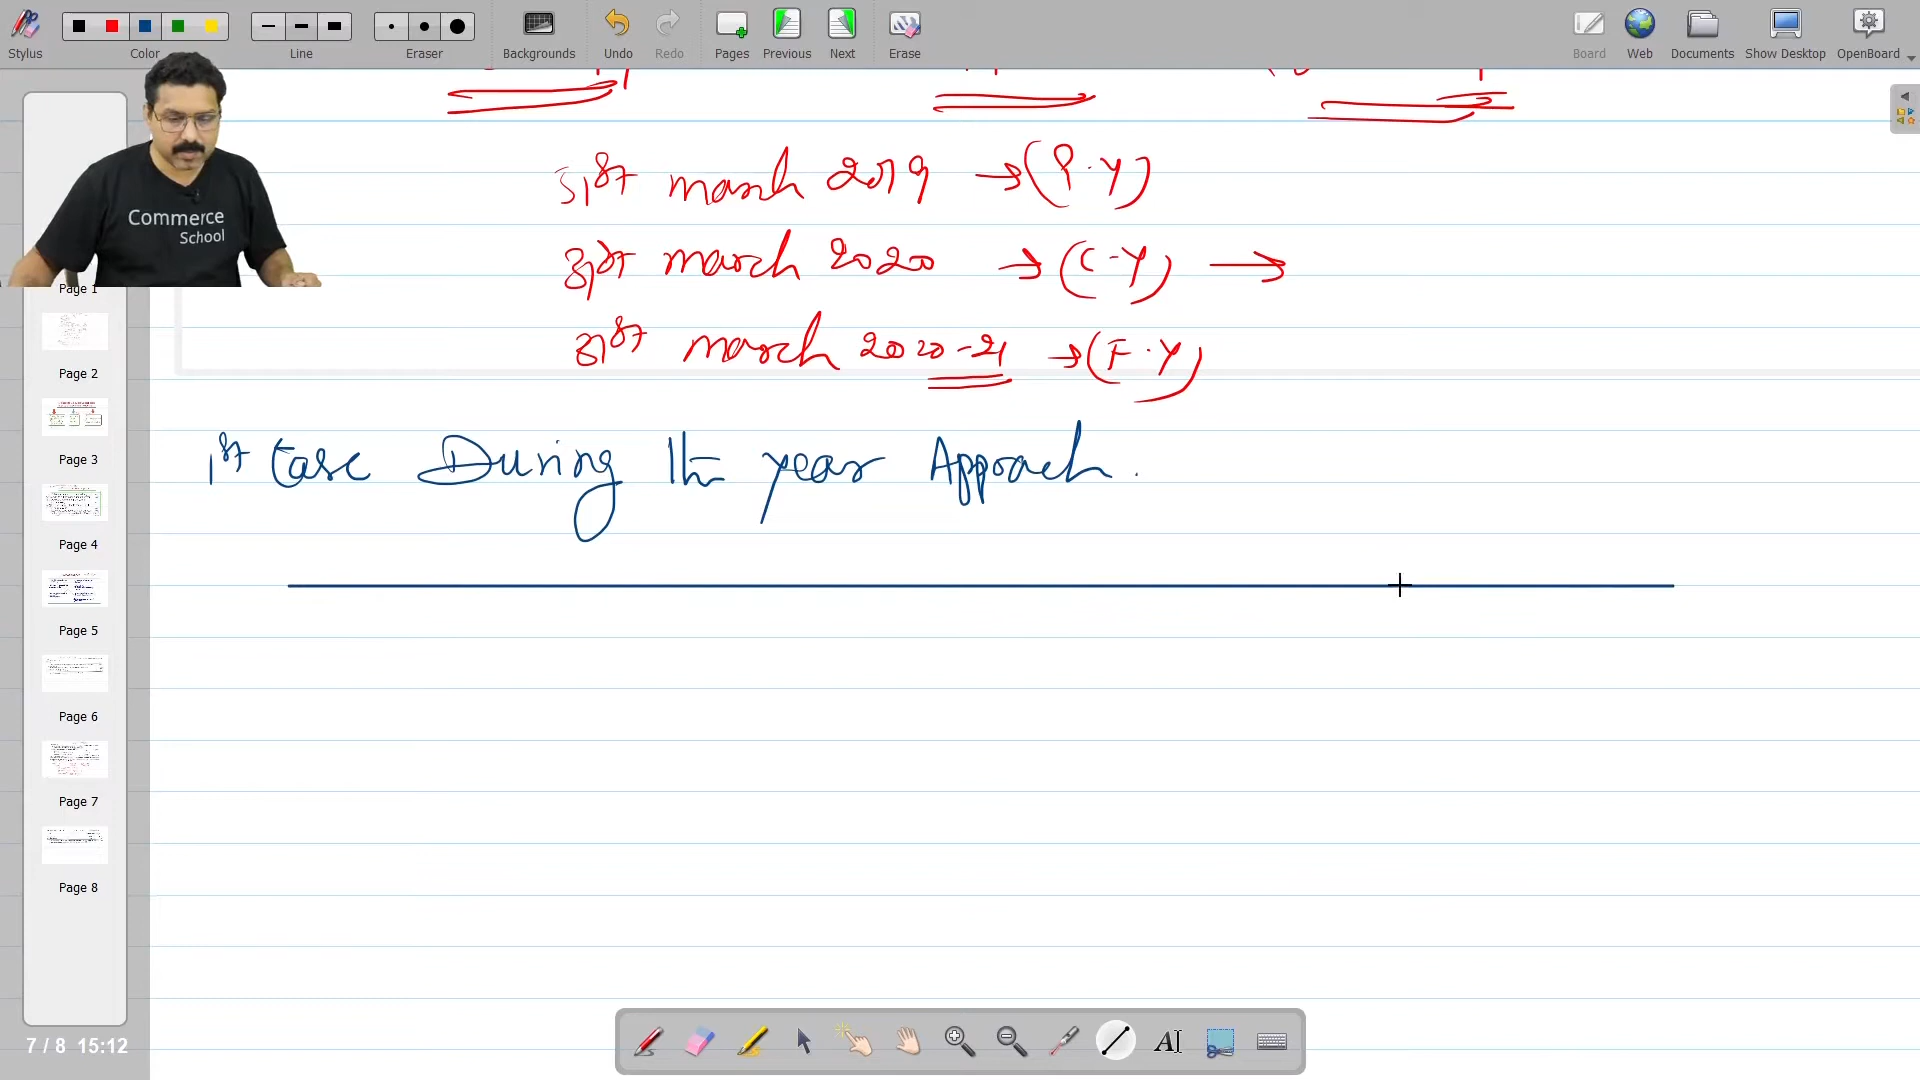 Stylus
Color
Line
Eraser
Backgrounds
Undo
Redo
Pages
Previous
Next
Erase
Board
Web
Documents
Show Desktop
OpenBoard
Commerce
School
31st march 2019 → (P.Y)
31st march 2020 → (C-Y) →
31st march 2020-21 → (F.Y)
1st Case During the year Approach.
Page 1
Page 2
Page 3
Page 4
Page 5
Page 6
Page 7
Page 8
7 / 8 15:12